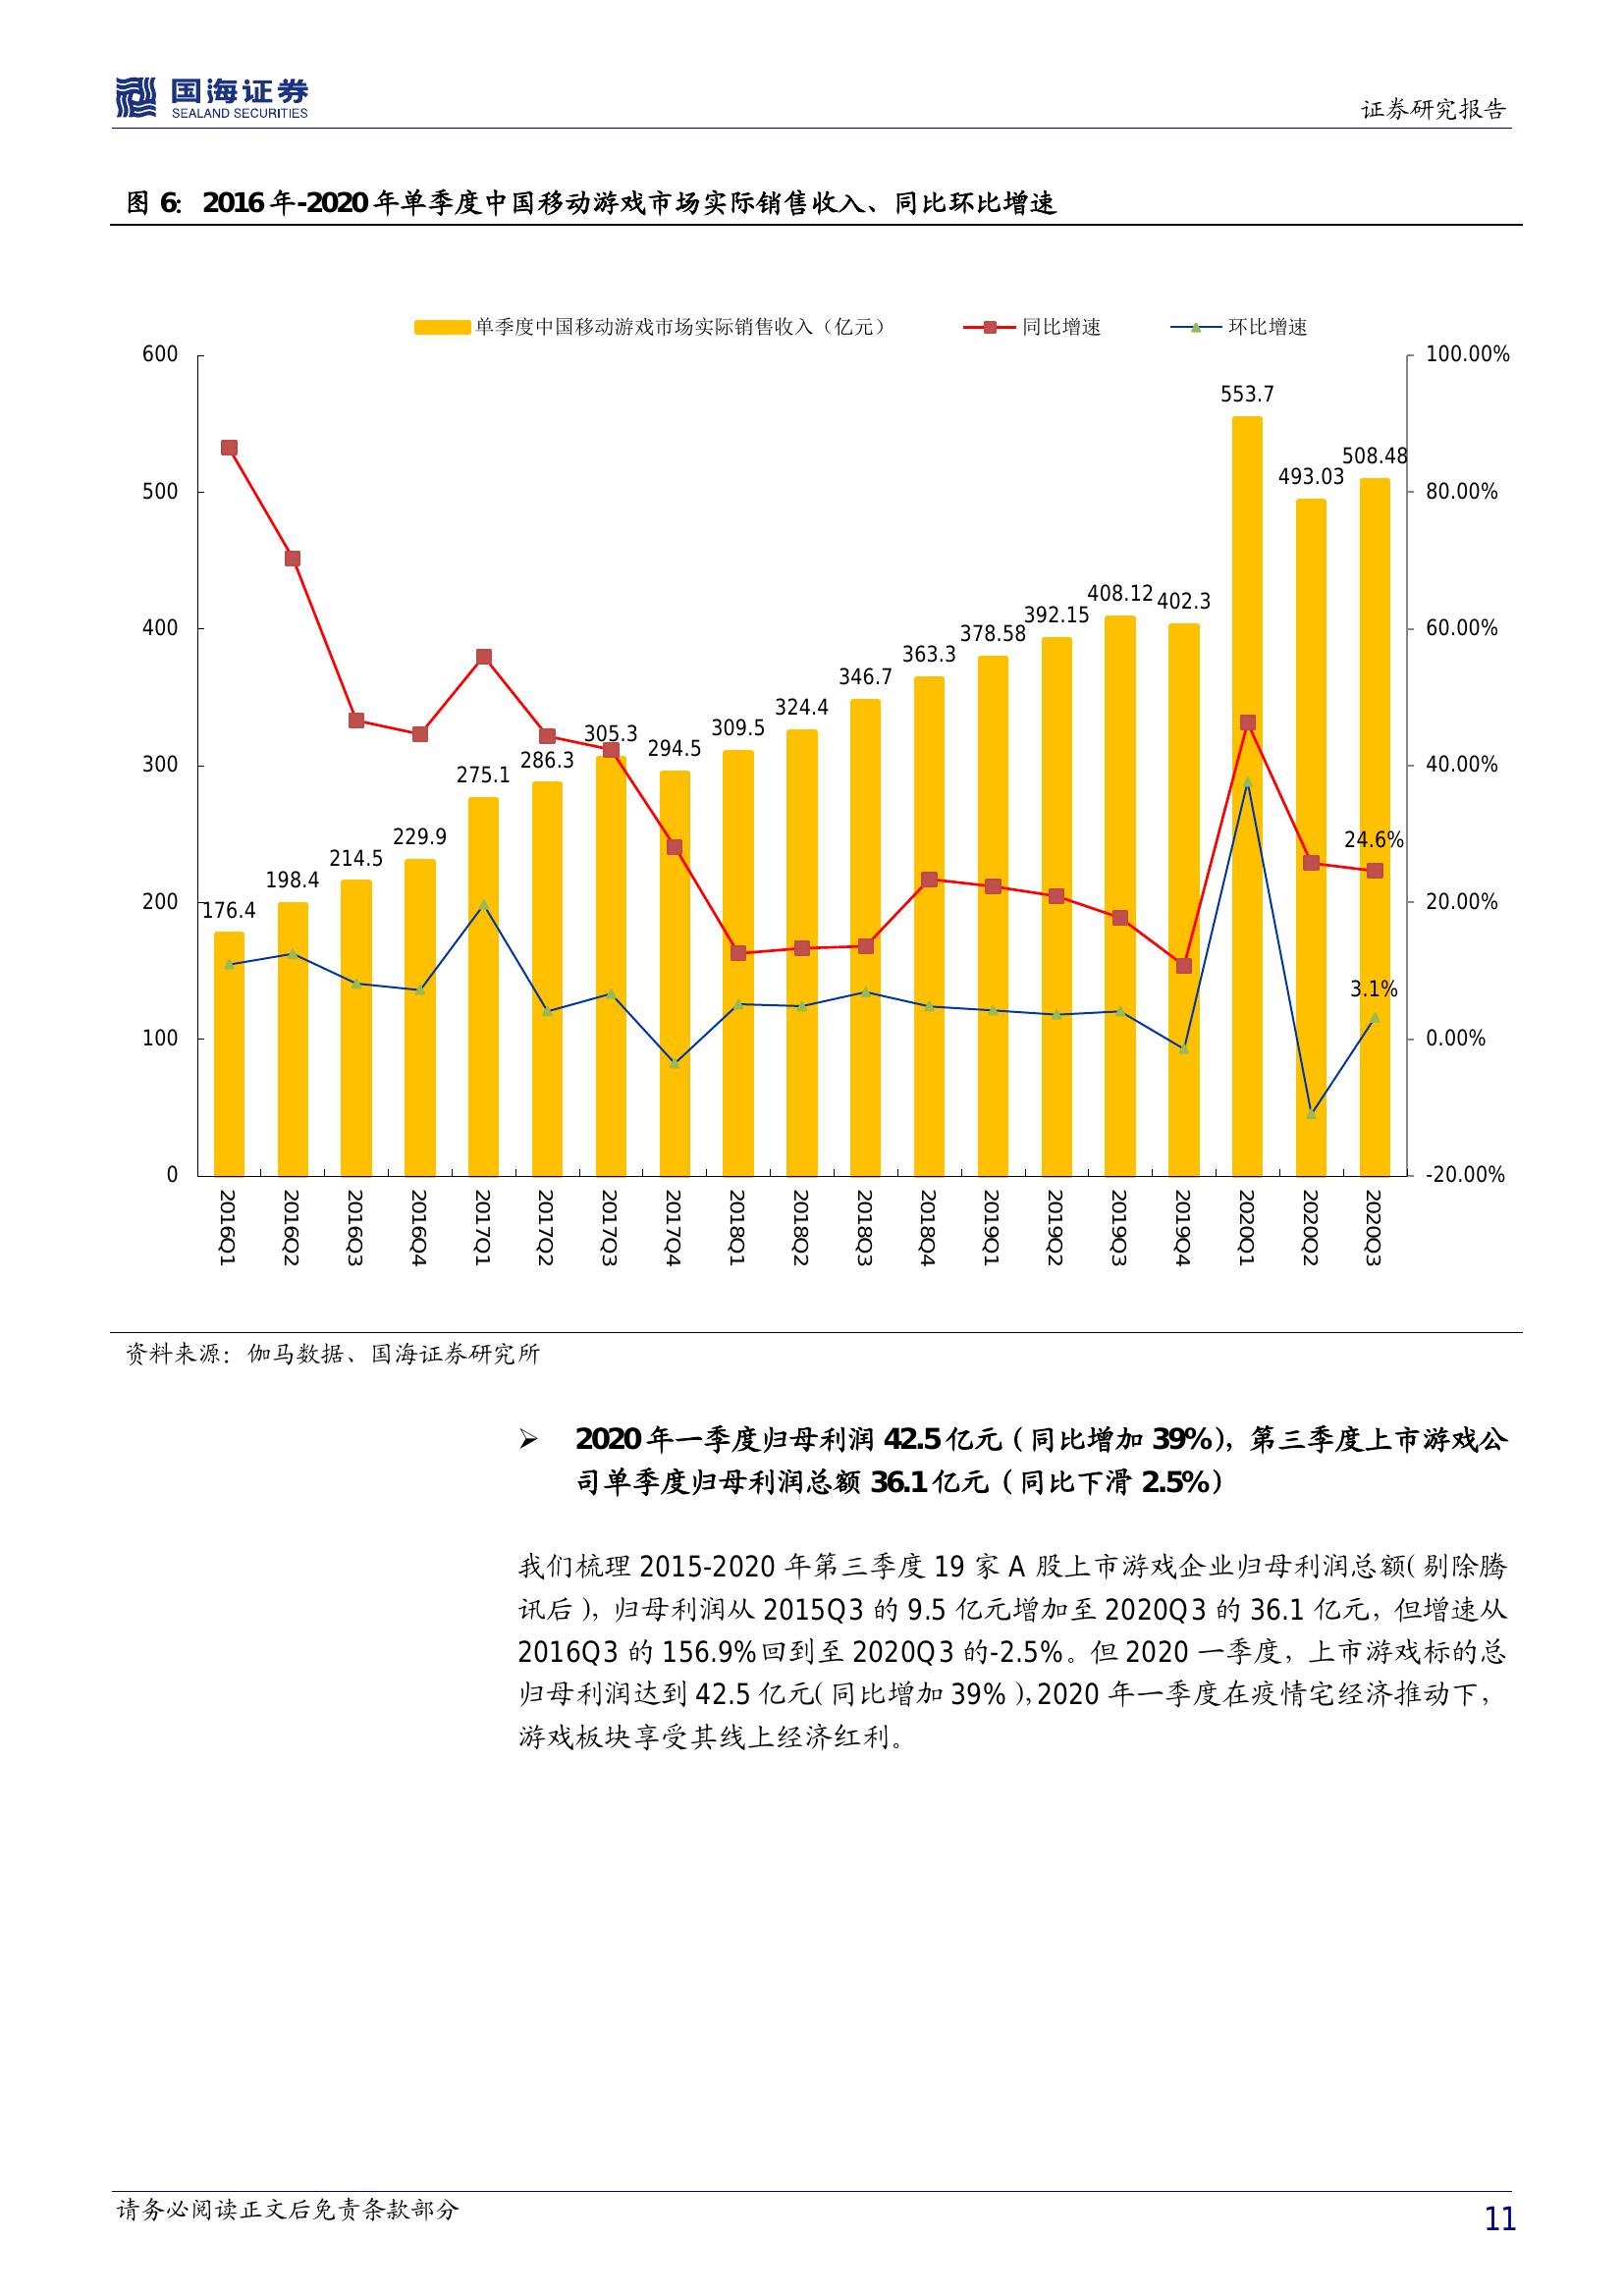 国海证券
SEALAND SECURITIES
证券研究报告
图 6: 2016 年-2020 年单季度中国移动游戏市场实际销售收入、同比环比增速
单季度中国移动游戏市场实际销售收入（亿元） 同比增速 环比增速
600
500
400
300
200
100
0
100.00%
80.00%
60.00%
40.00%
20.00%
0.00%
-20.00%
176.4
198.4
214.5
229.9
275.1
286.3
305.3
294.5
309.5
324.4
346.7
363.3
378.58
392.15
408.12
402.3
553.7
493.03
508.48
24.6%
3.1%
2016Q1
2016Q2
2016Q3
2016Q4
2017Q1
2017Q2
2017Q3
2017Q4
2018Q1
2018Q2
2018Q3
2018Q4
2019Q1
2019Q2
2019Q3
2019Q4
2020Q1
2020Q2
2020Q3
资料来源：伽马数据、国海证券研究所
➢ 2020 年一季度归母利润 42.5 亿元（同比增加 39%），第三季度上市游戏公
司单季度归母利润总额 36.1 亿元（同比下滑 2.5%）
我们梳理 2015-2020 年第三季度 19 家 A 股上市游戏企业归母利润总额（剔除腾
讯后），归母利润从 2015Q3 的 9.5 亿元增加至 2020Q3 的 36.1 亿元，但增速从
2016Q3 的 156.9%回到至 2020Q3 的-2.5%。但 2020 一季度，上市游戏标的总
归母利润达到 42.5 亿元（同比增加 39%），2020 年一季度在疫情宅经济推动下，
游戏板块享受其线上经济红利。
请务必阅读正文后免责条款部分
11